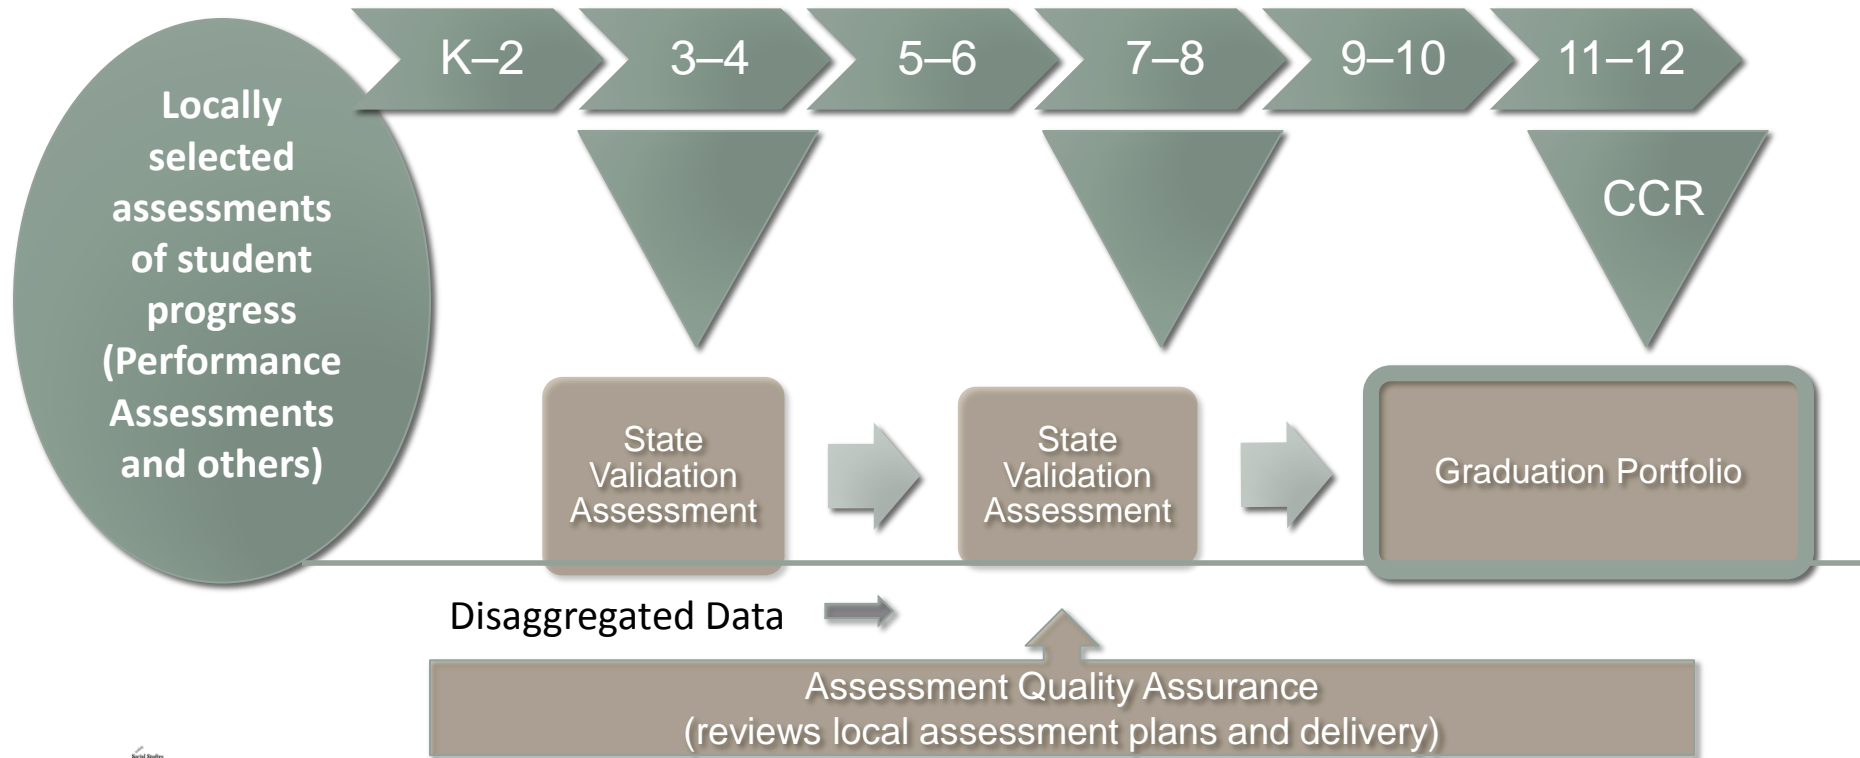 K–2
3–4
5–6
7–8
9–10
11–12
Locally
selected
assessments
of student
progress
(Performance
Assessments
and others)
CCR
State
Validation
Assessment
State
Validation
Assessment
Graduation Portfolio
Disaggregated Data
Assessment Quality Assurance
(reviews local assessment plans and delivery)
Social Studies